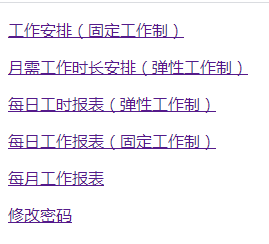 工作安排（固定工作制）
月需工作时长安排（弹性工作制）
每日工时报表（弹性工作制）
每日工作报表（固定工作制）
每月工作报表
修改密码